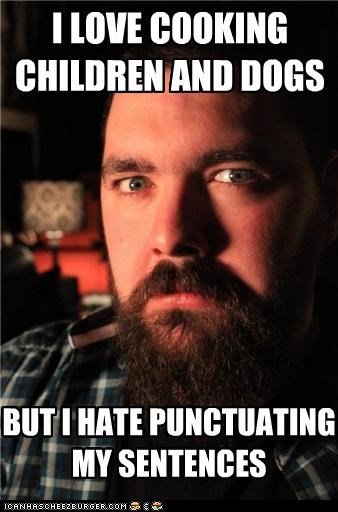 I LOVE COOKING
CHILDREN AND DOGS
BUT I HATE PUNCTUATING
MY SENTENCES
ICANHASCHEEZBURGER.COM